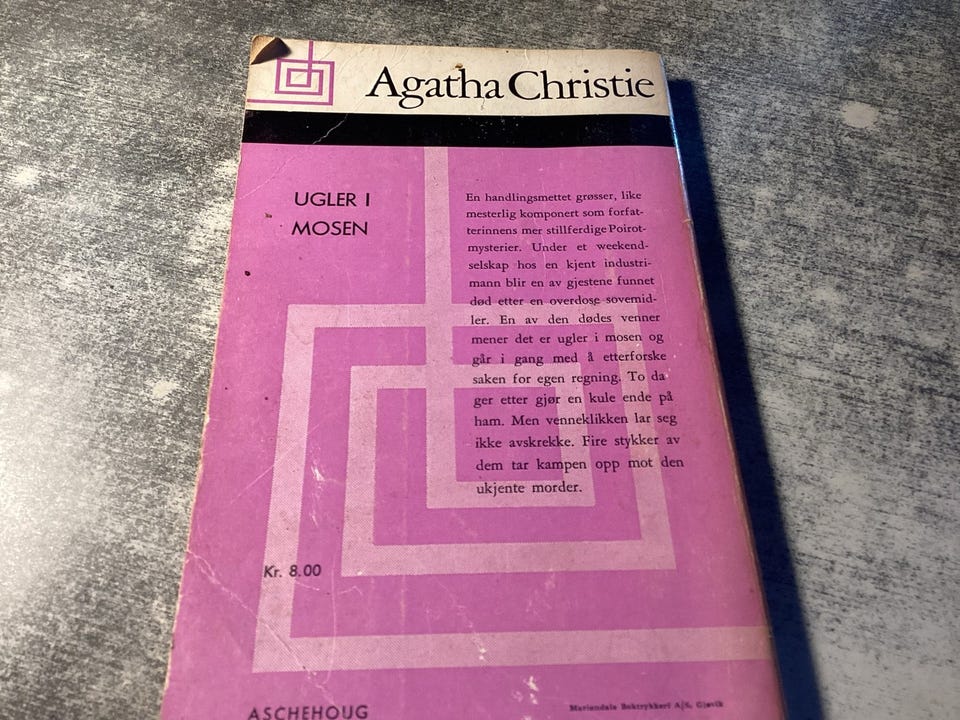 Agatha Christie
UGLER I
MOSEN
En handlingsmettet grøsser, like
mesterlig komponert som forfat-
terinnens mer stillferdige Poirot-
mysterier. Under et weekend-
selskap hos en kjent industri-
mann blir en av gjestene funnet
død etter en overdose sovemid-
ler. En av den dødes venner
mener det er ugler i mosen og
går i gang med å etterforske
saken for egen regning. To da-
ger etter gjør en kule ende på
ham. Men venneklikken lar seg
ikke avskrekke. Fire stykker av
dem tar kampen opp mot den
ukjente morder.
Kr. 8.00
ASCHEHOUG
Mariendals Boktrykkeri A/S, Gjøvik